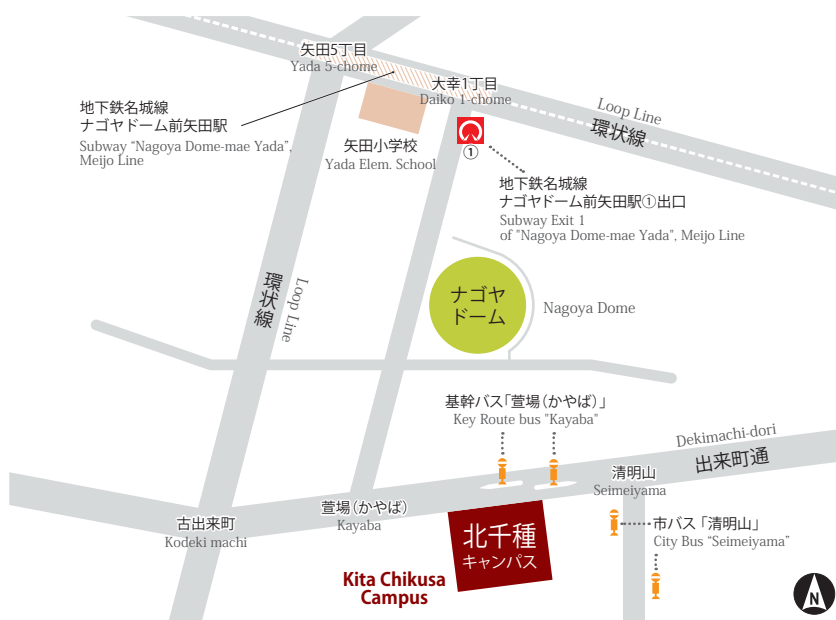 矢田5丁目
Yada 5-chome
大幸1丁目
Daiko 1-chome
Loop Line
環状線
地下鉄名城線
ナゴヤドーム前矢田駅
Subway “Nagoya Dome-mae Yada”,
Meijo Line
矢田小学校
Yada Elem. School
①
地下鉄名城線
ナゴヤドーム前矢田駅①出口
Subway Exit 1
of "Nagoya Dome-mae Yada", Meijo Line
環状線
Loop Line
ナゴヤ
ドーム
Nagoya Dome
基幹バス「萱場（かやば）」
Key Route bus "Kayaba"
Dekimachi-dori
出来町通
清明山
Seimeiyama
萱場（かやば）
Kayaba
古出来町
Kodeki machi
北千種
キャンパス
市バス「清明山」
City Bus “Seimeiyama”
Kita Chikusa
Campus
N